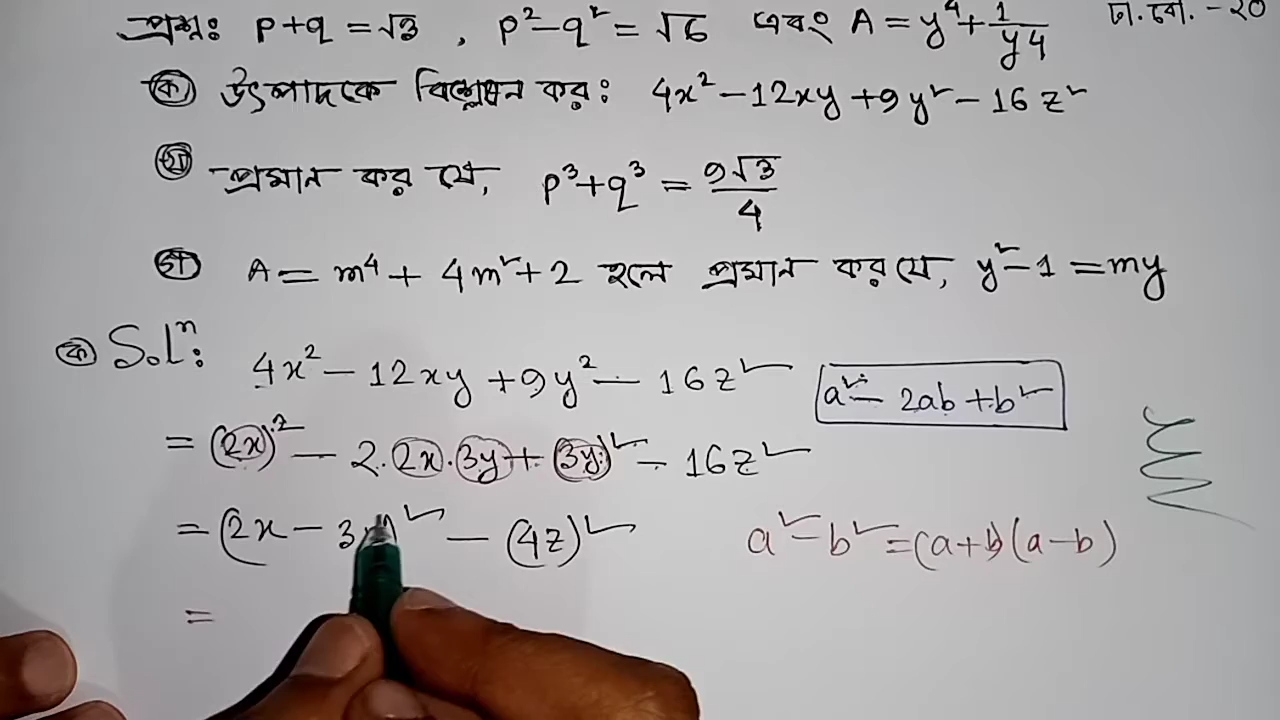 প্রশ্নঃ p+q = √3 , p² – q² = √6 এবং A = y⁴ + 1/y⁴ ঢা. বো. – ২০
ক) উৎপাদকে বিশ্লেষন করঃ 4x² – 12xy + 9y² – 16z²
খ) প্রমান কর যে, p³ + q³ = 9√3/4
গ) A = m⁴ + 4m² + 2 হলে প্রমান কর যে, y² – 1 = my
ক) Solⁿ: 4x² – 12xy + 9y² – 16z² a² – 2ab + b²
= (2x)² – 2.2x.3y + (3y)² – 16z²
= (2x – 3y)² – (4z)² a² – b² = (a+b)(a–b)
=